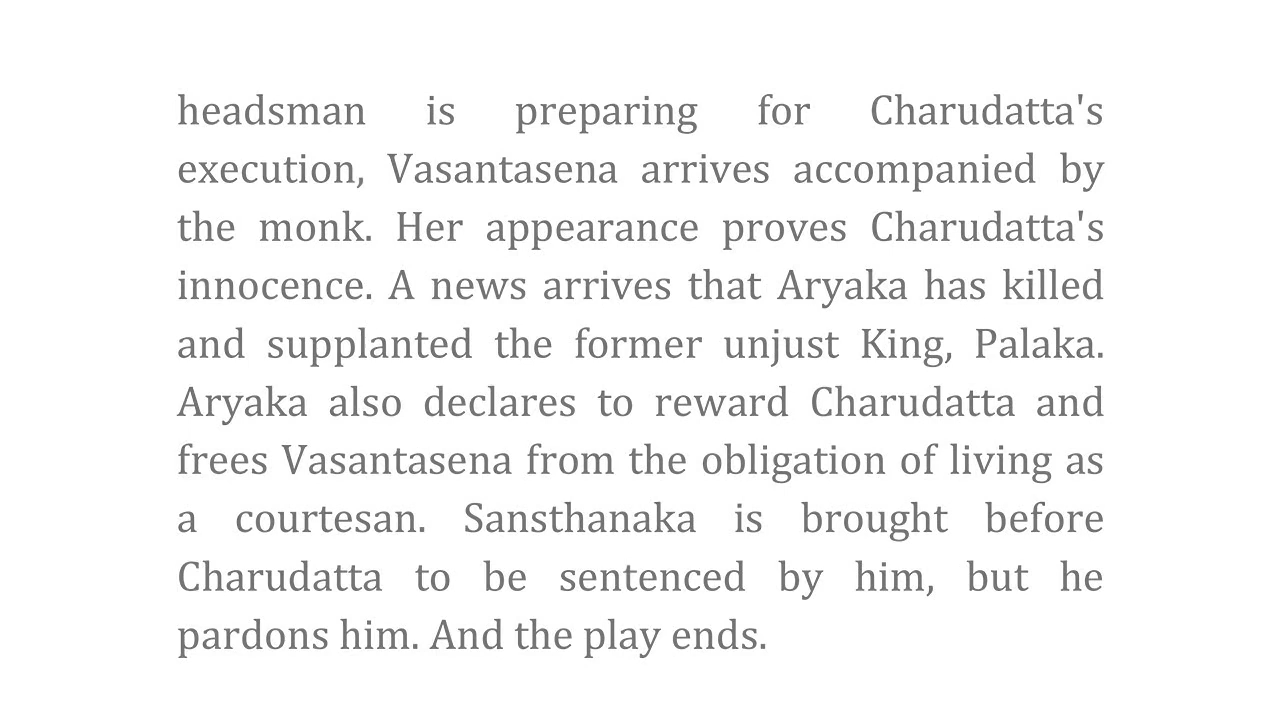 headsman is preparing for Charudatta's
execution, Vasantasena arrives accompanied by
the monk. Her appearance proves Charudatta's
innocence. A news arrives that Aryaka has killed
and supplanted the former unjust King, Palaka.
Aryaka also declares to reward Charudatta and
frees Vasantasena from the obligation of living as
a courtesan. Sansthanaka is brought before
Charudatta to be sentenced by him, but he
pardons him. And the play ends.